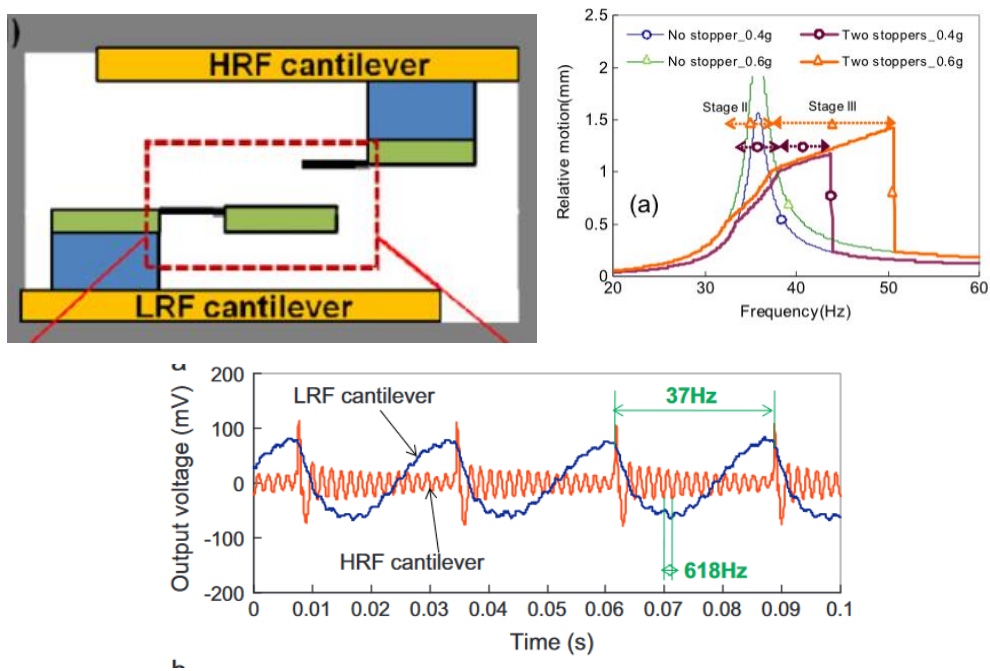 )
HRF cantilever
LRF cantilever
2.5
2
1.5
1
0.5
0
Relative motion(mm)
No stopper_0.4g
Two stoppers_0.4g
No stopper_0.6g
Two stoppers_0.6g
Stage II
Stage III
(a)
20
30
40
50
60
Frequency(Hz)
200
100
0
-100
-200
Output voltage (mV)
LRF cantilever
37Hz
HRF cantilever
618Hz
0
0.01
0.02
0.03
0.04
0.05
0.06
0.07
0.08
0.09
0.1
Time (s)